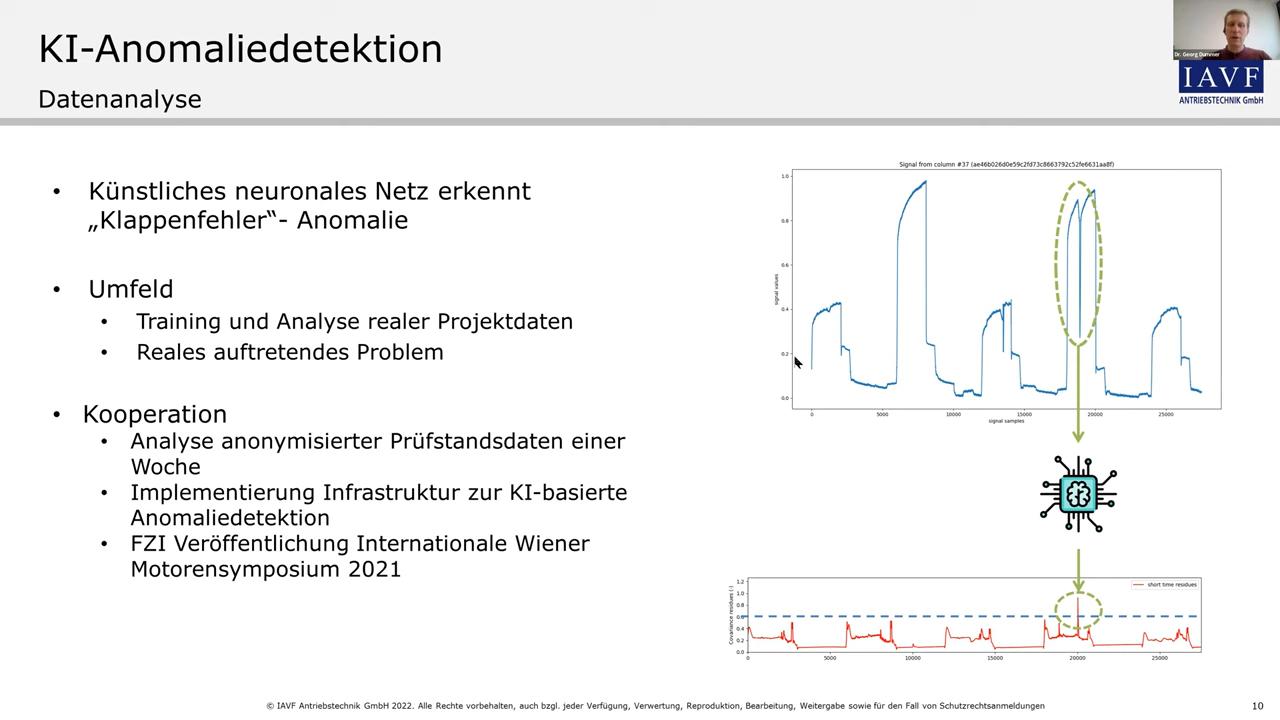 KI-Anomaliedetektion
Datenanalyse
Dr. Georg Dummer
IAVF
ANTRIEBSTECHNIK GmbH
• Künstliches neuronales Netz erkennt
„Klappenfehler“- Anomalie
• Umfeld
• Training und Analyse realer Projektdaten
• Reales auftretendes Problem
• Kooperation
• Analyse anonymisierter Prüfstandsdaten einer
Woche
• Implementierung Infrastruktur zur KI-basierte
Anomaliedetektion
• FZI Veröffentlichung Internationale Wiener
Motorensymposium 2021
Signal from column #37 (ae46b026d0e59c2fd73c8663792c52fe6631aa8f)
signal values
1.0
0.8
0.6
0.4
0.2
0.0
0 5000 10000 15000 20000 25000
signal samples
short time residues
Covariance residues (-)
1.2
1.0
0.8
0.6
0.4
0.2
0.0
0 5000 10000 15000 20000 25000
© IAVF Antriebstechnik GmbH 2022. Alle Rechte vorbehalten, auch bzgl. jeder Verfügung, Verwertung, Reproduktion, Bearbeitung, Weitergabe sowie für den Fall von Schutzrechtsanmeldungen
10